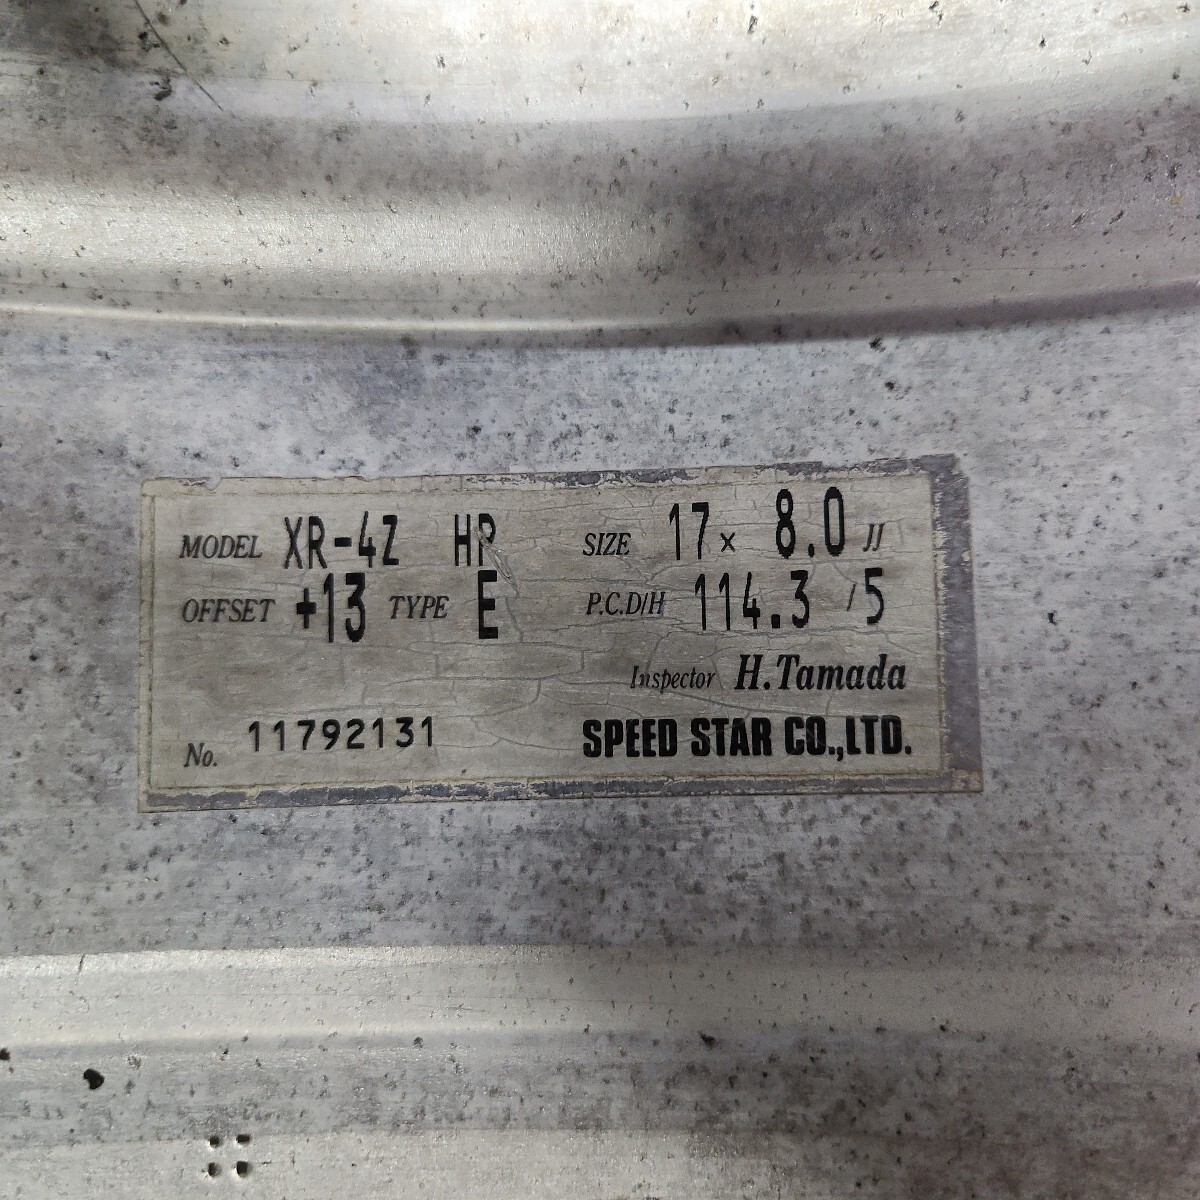 MODEL XR-4Z HP SIZE 17 × 8.0 JJ
OFFSET +13 TYPE E P.C.D/H 114.3 / 5
Inspector H.Tamada
No. 11792131 SPEED STAR CO.,LTD.